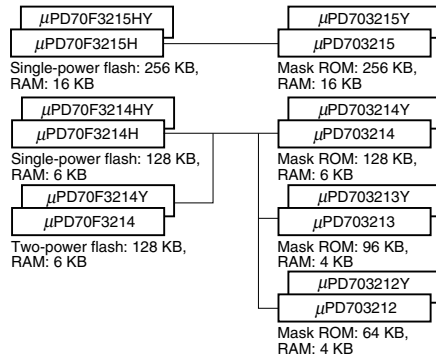 μPD70F3215HY
μPD70F3215H
Single-power flash: 256 KB,
RAM: 16 KB
μPD703215Y
μPD703215
Mask ROM: 256 KB,
RAM: 16 KB
μPD70F3214HY
μPD70F3214H
Single-power flash: 128 KB,
RAM: 6 KB
μPD703214Y
μPD703214
Mask ROM: 128 KB,
RAM: 6 KB
μPD70F3214Y
μPD70F3214
Two-power flash: 128 KB,
RAM: 6 KB
μPD703213Y
μPD703213
Mask ROM: 96 KB,
RAM: 4 KB
μPD703212Y
μPD703212
Mask ROM: 64 KB,
RAM: 4 KB